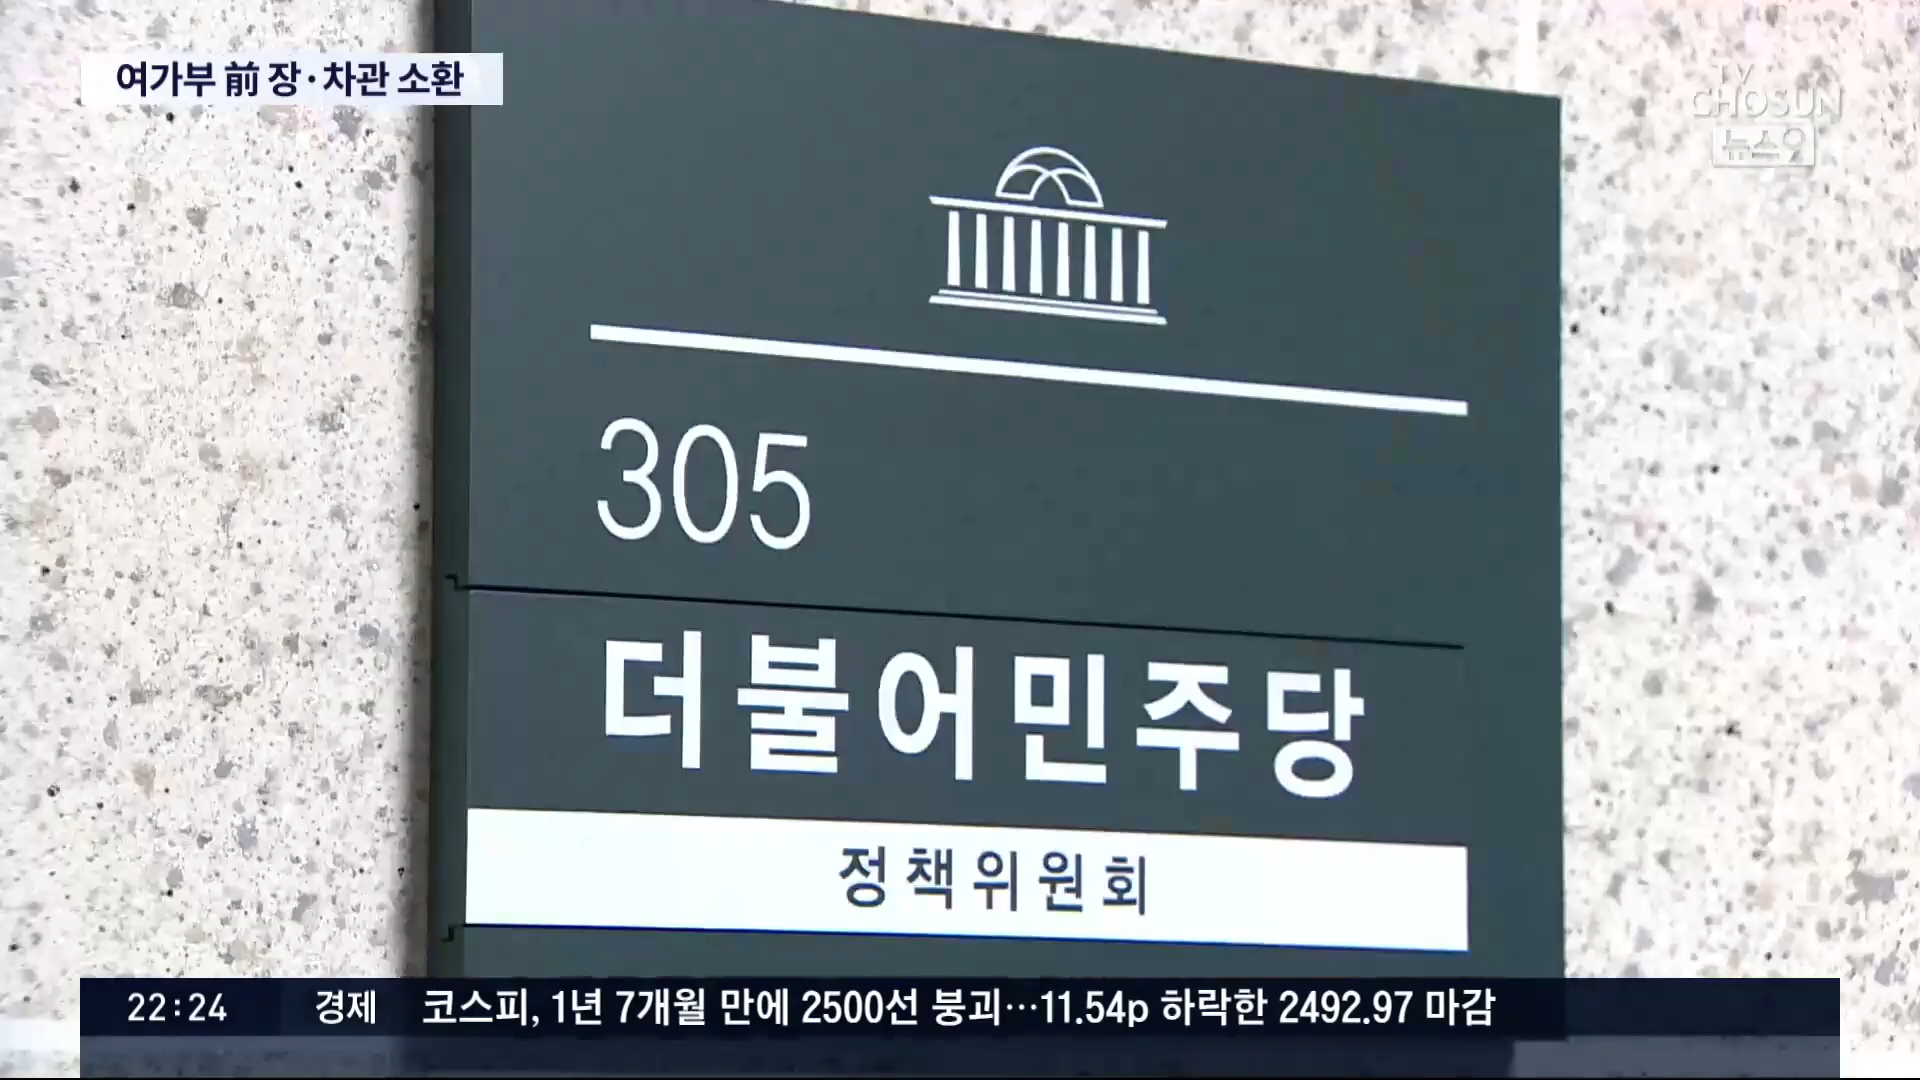 여가부 前 장·차관 소환
TV
CHOSUN
뉴스9
305
더불어민주당
정책위원회
22:24 경제 코스피, 1년 7개월 만에 2500선 붕괴…11.54p 하락한 2492.97 마감